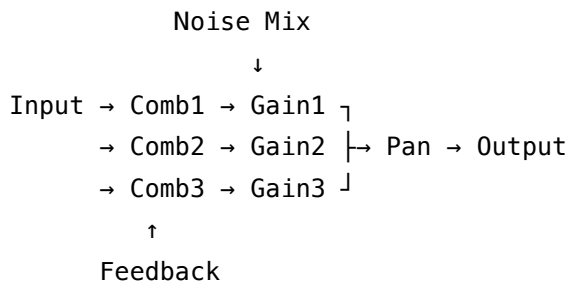 Noise Mix
↓
Input → Comb1 → Gain1 ┐
→ Comb2 → Gain2 ├→ Pan → Output
→ Comb3 → Gain3 ┘
↑
Feedback